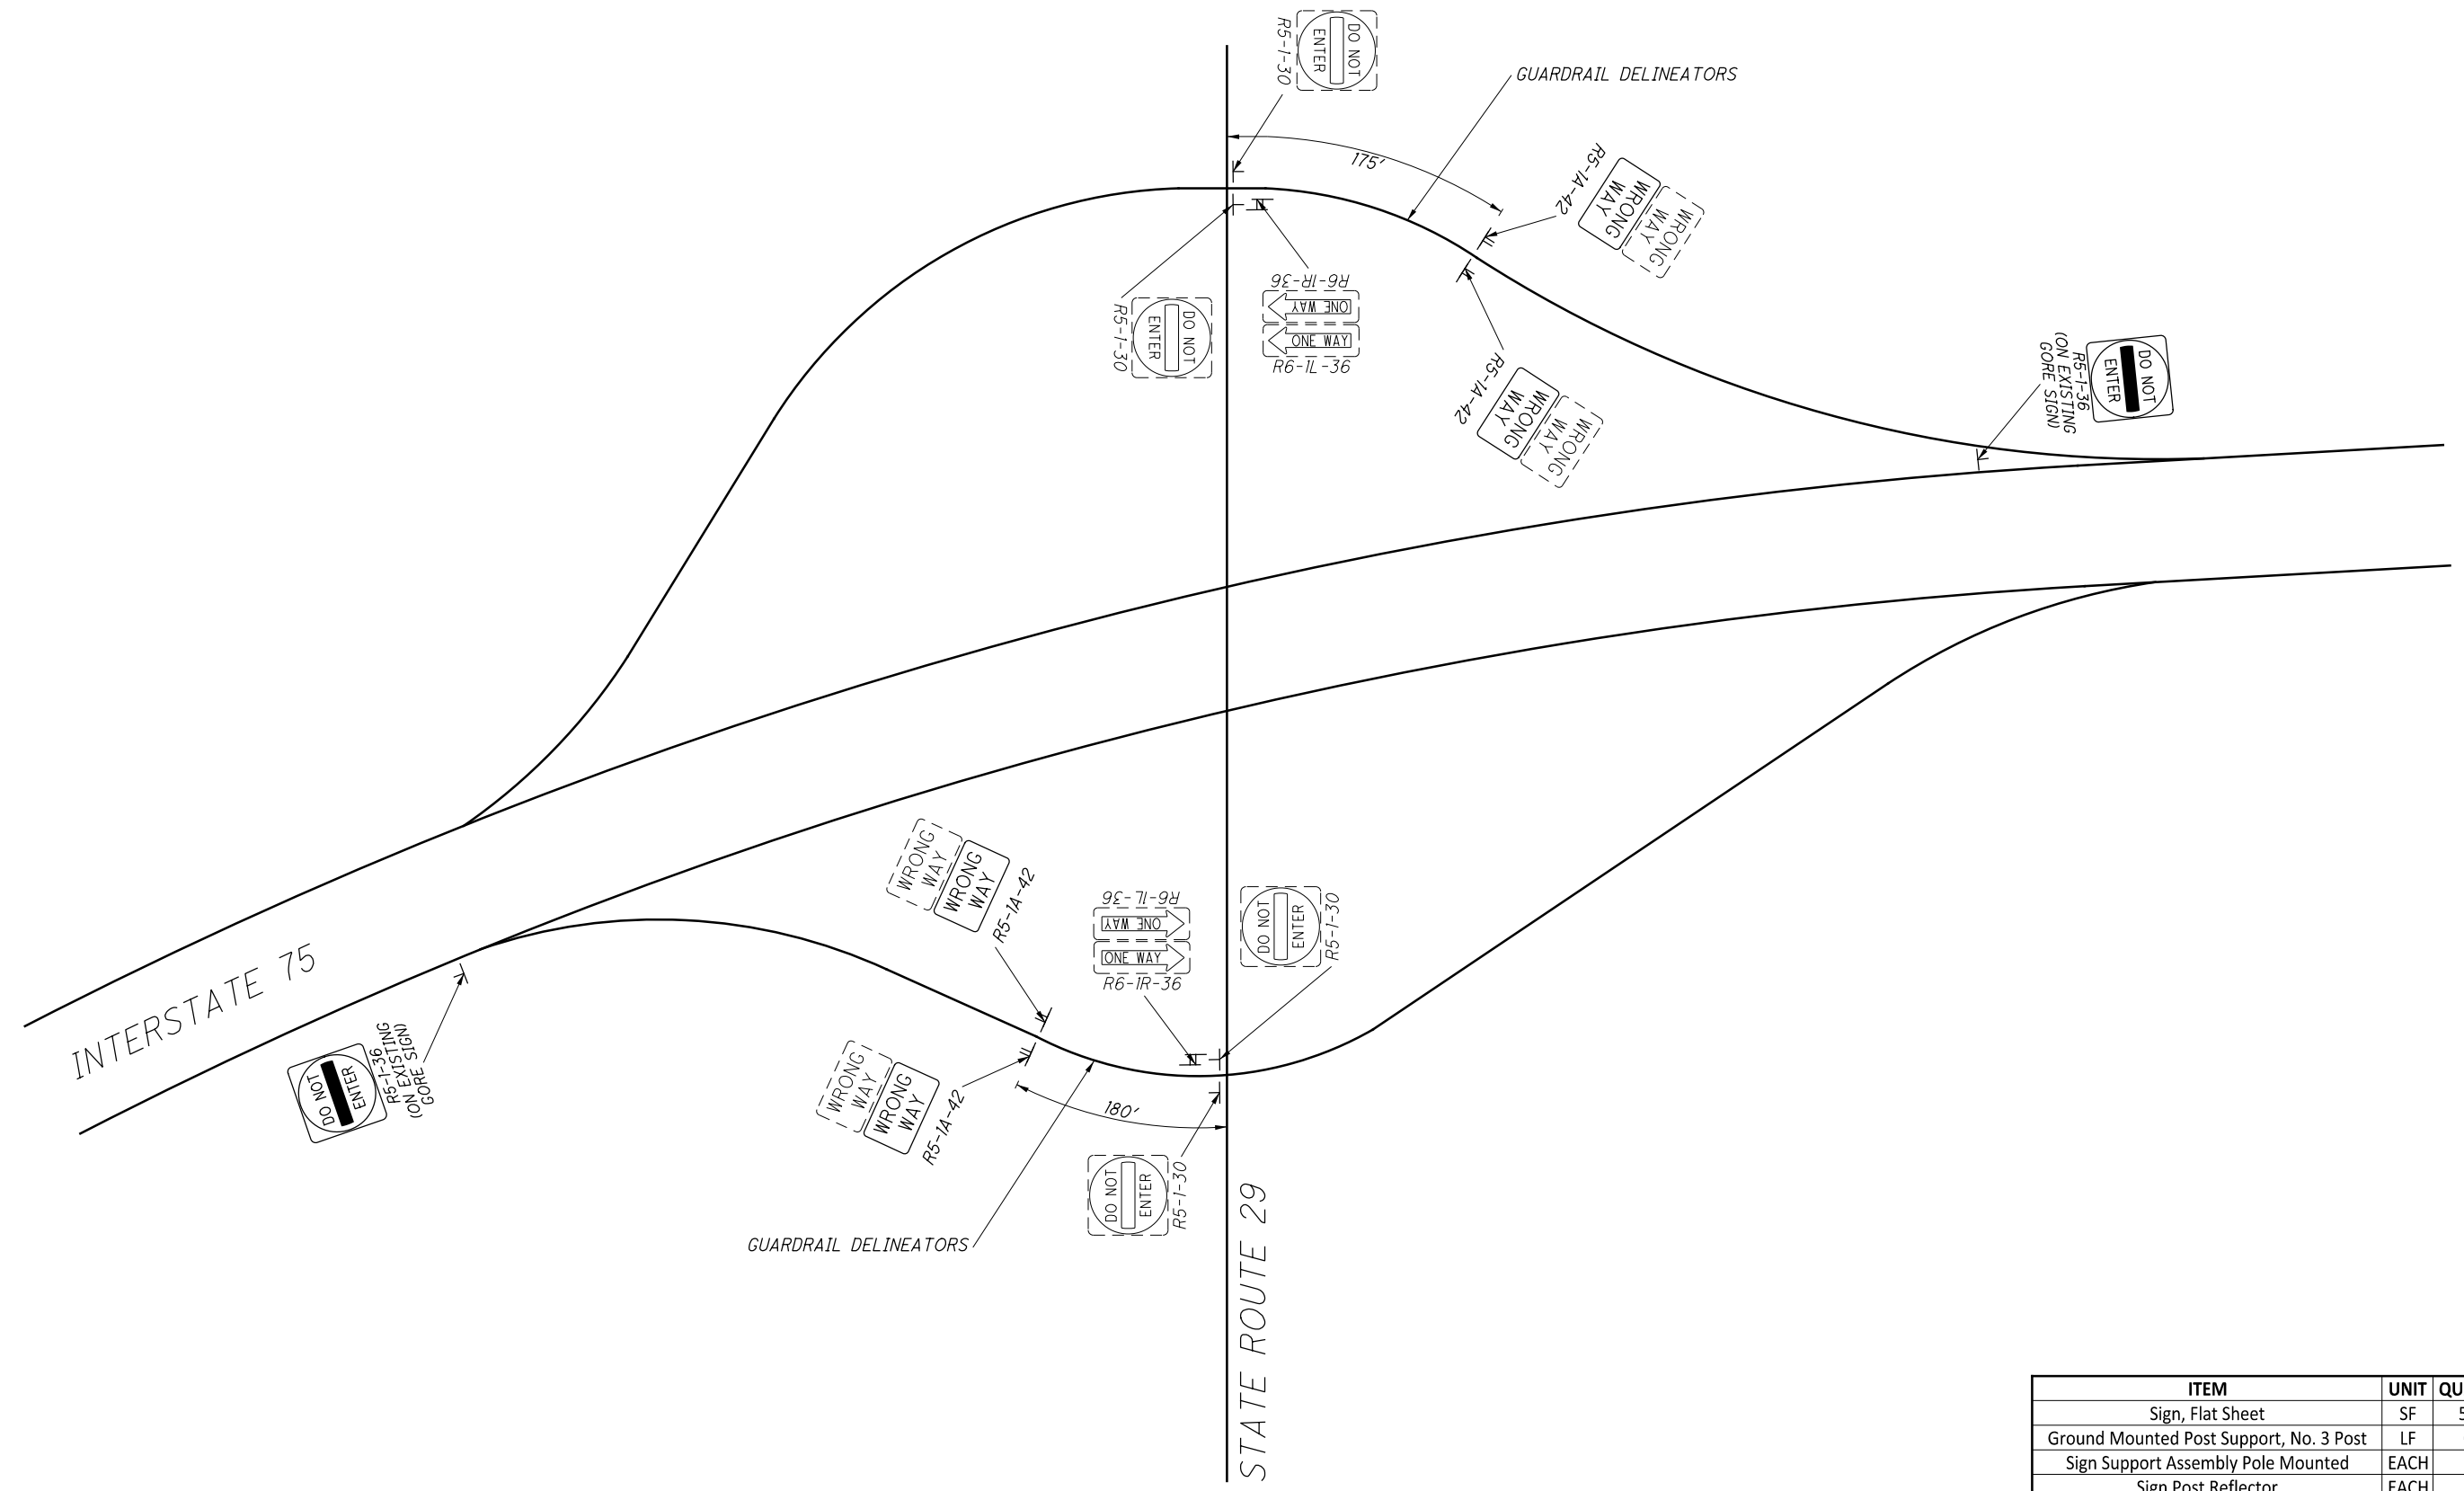 DO NOT
ENTER
R5-1-30
GUARDRAIL DELINEATORS
175'
R5-1A-42
WRONG
WAY
WRONG
WAY
R5-1-30
DO NOT
ENTER
R6-1R-36
ONE WAY
ONE WAY
R6-1L-36
R5-1A-42
WRONG
WAY
WRONG
WAY
DO NOT
ENTER
R5-1-36
(ON EXISTING
GORE SIGN)
WRONG
WAY
WRONG
WAY
R5-1A-42
R6-1L-36
ONE WAY
ONE WAY
R6-1R-36
DO NOT
ENTER
R5-1-30
INTERSTATE 75
DO NOT
ENTER
R5-1-36
(ON EXISTING
GORE SIGN)
WRONG
WAY
WRONG
WAY
R5-1A-42
180'
DO NOT
ENTER
R5-1-30
GUARDRAIL DELINEATORS
STATE ROUTE 29
ITEM UNIT QU
Sign, Flat Sheet SF
Ground Mounted Post Support, No. 3 Post LF
Sign Support Assembly Pole Mounted EACH
Sign Post Reflector EACH